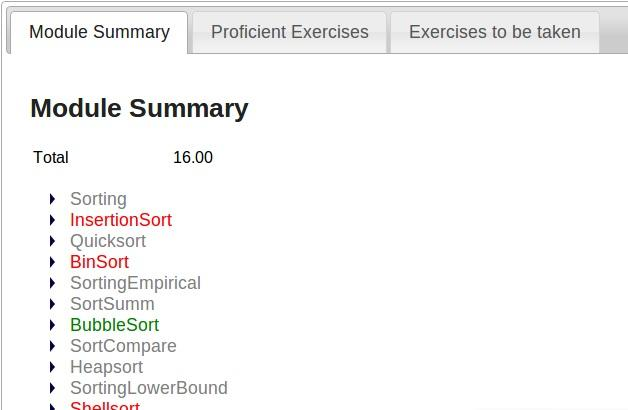 Module Summary Proficient Exercises Exercises to be taken
Module Summary
Total 16.00
Sorting
InsertionSort
Quicksort
BinSort
SortingEmpirical
SortSumm
BubbleSort
SortCompare
Heapsort
SortingLowerBound
Shellsort